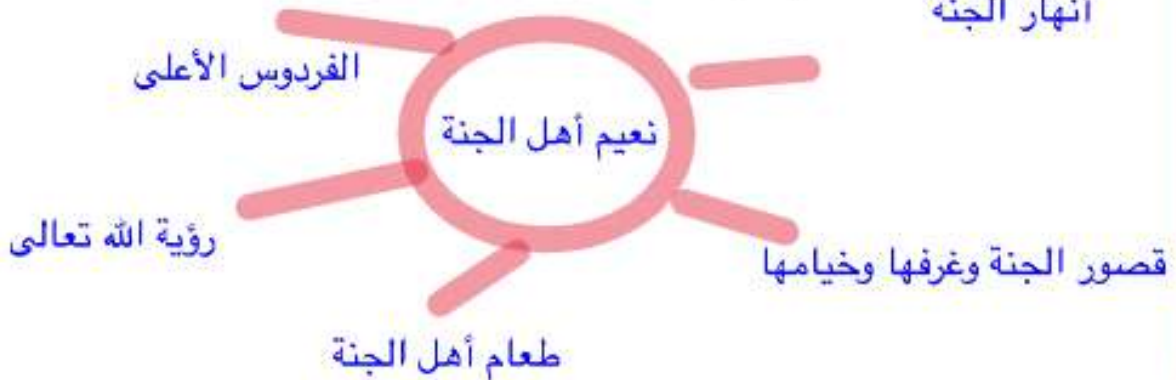 أنهار الجنة
الفردوس الأعلى
نعيم أهل الجنة
رؤية الله تعالى
قصور الجنة وغرفها وخيامها
طعام أهل الجنة